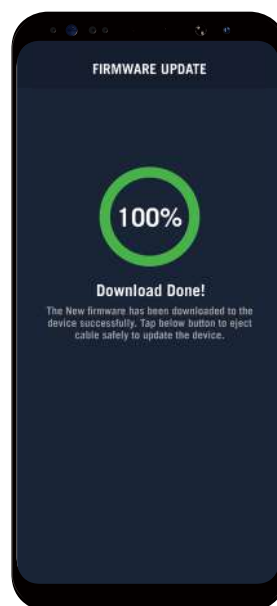 FIRMWARE UPDATE
100%
Download Done!
The New firmware has been downloaded to the
device successfully. Tap below button to eject
cable safely to update the device.